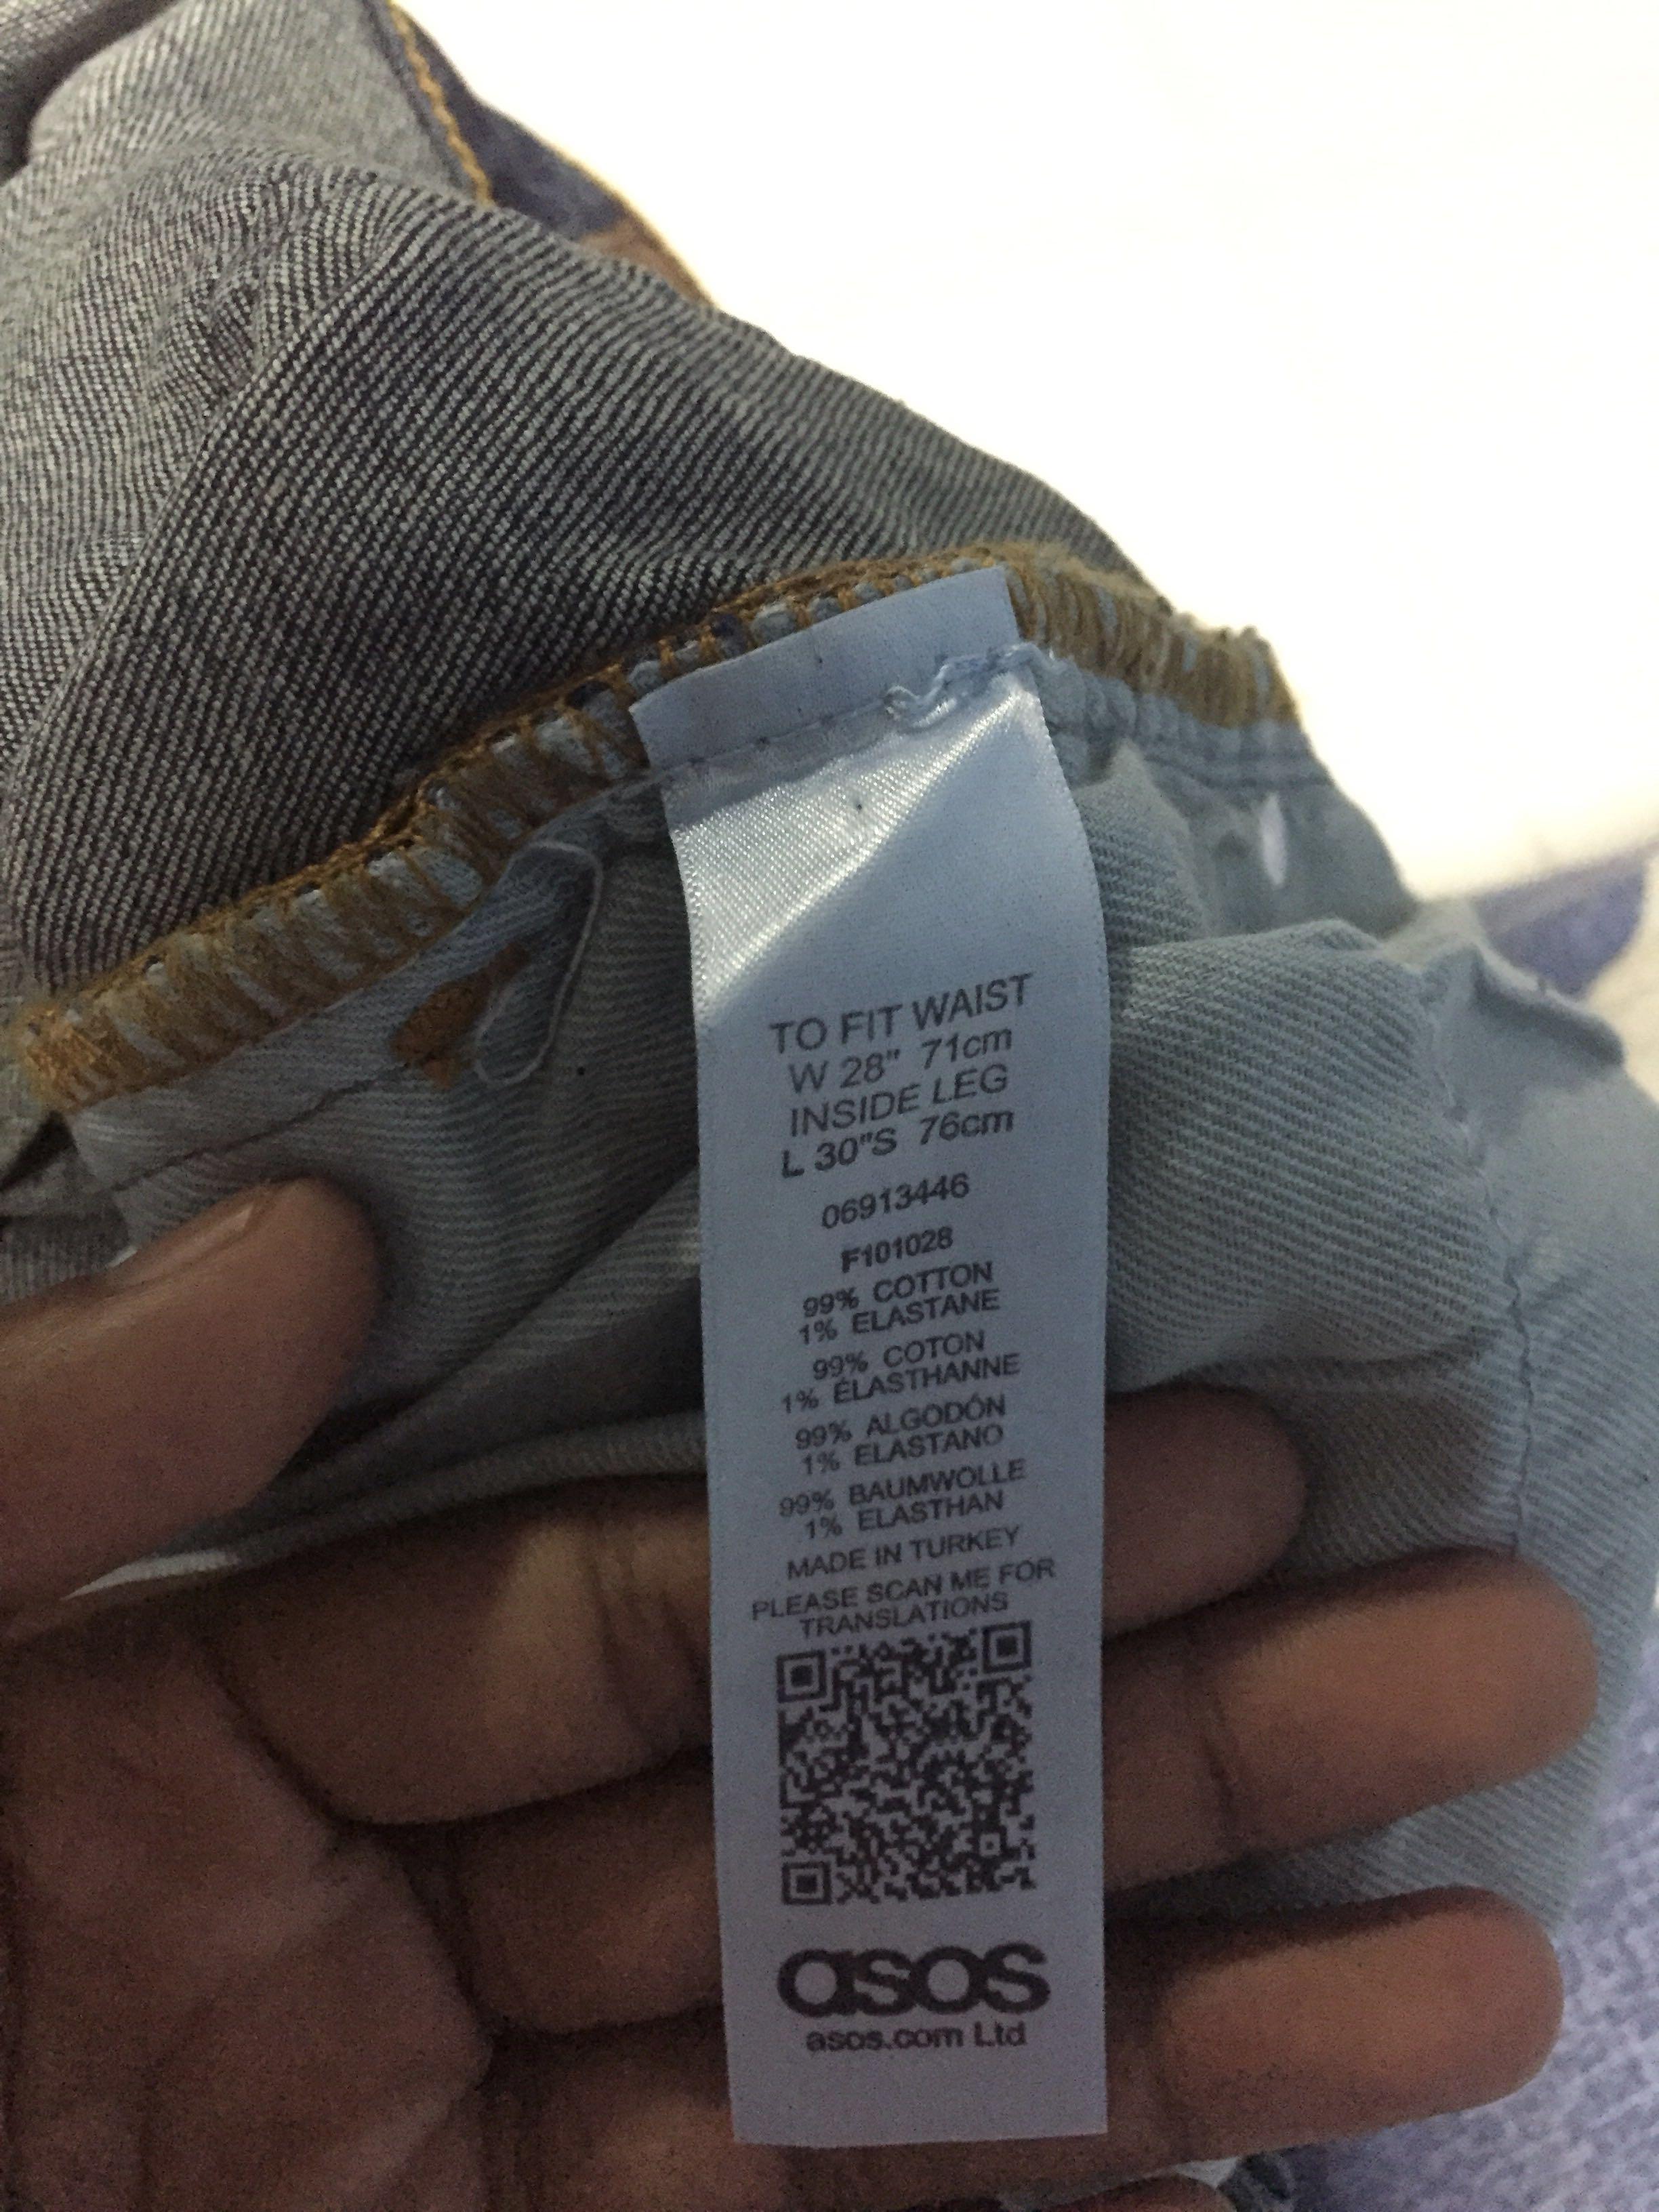 TO FIT WAIST
W 28" 71cm
INSIDE LEG
L 30"S 76cm
06913446
F101028
99% COTTON
1% ELASTANE
99% COTON
1% ÉLASTHANNE
99% ALGODÓN
1% ELASTANO
99% BAUMWOLLE
1% ELASTHAN
MADE IN TURKEY
PLEASE SCAN ME FOR
TRANSLATIONS
asos
asos.com Ltd